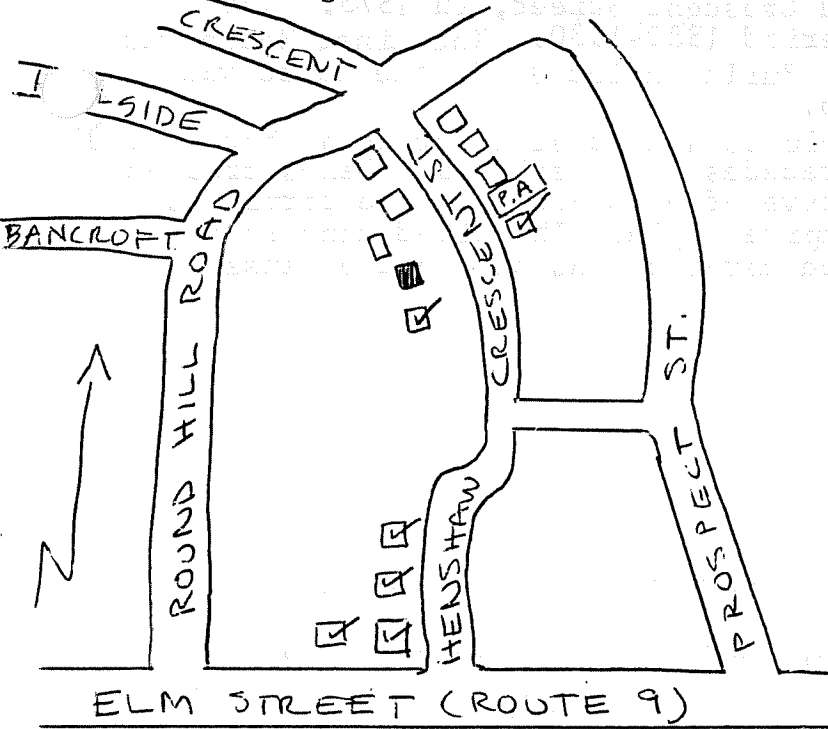 CRESCENT
LSIDE
BANCROFT
ROUND HILL ROAD
CRESCENT ST.
P.A
HENSHAW
PROSPECT ST.
N
ELM STREET (ROUTE 9)